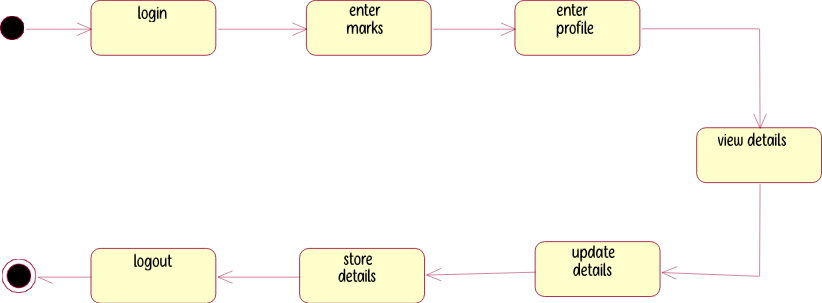 login
enter
marks
enter
profile
view details
update
details
store
details
logout